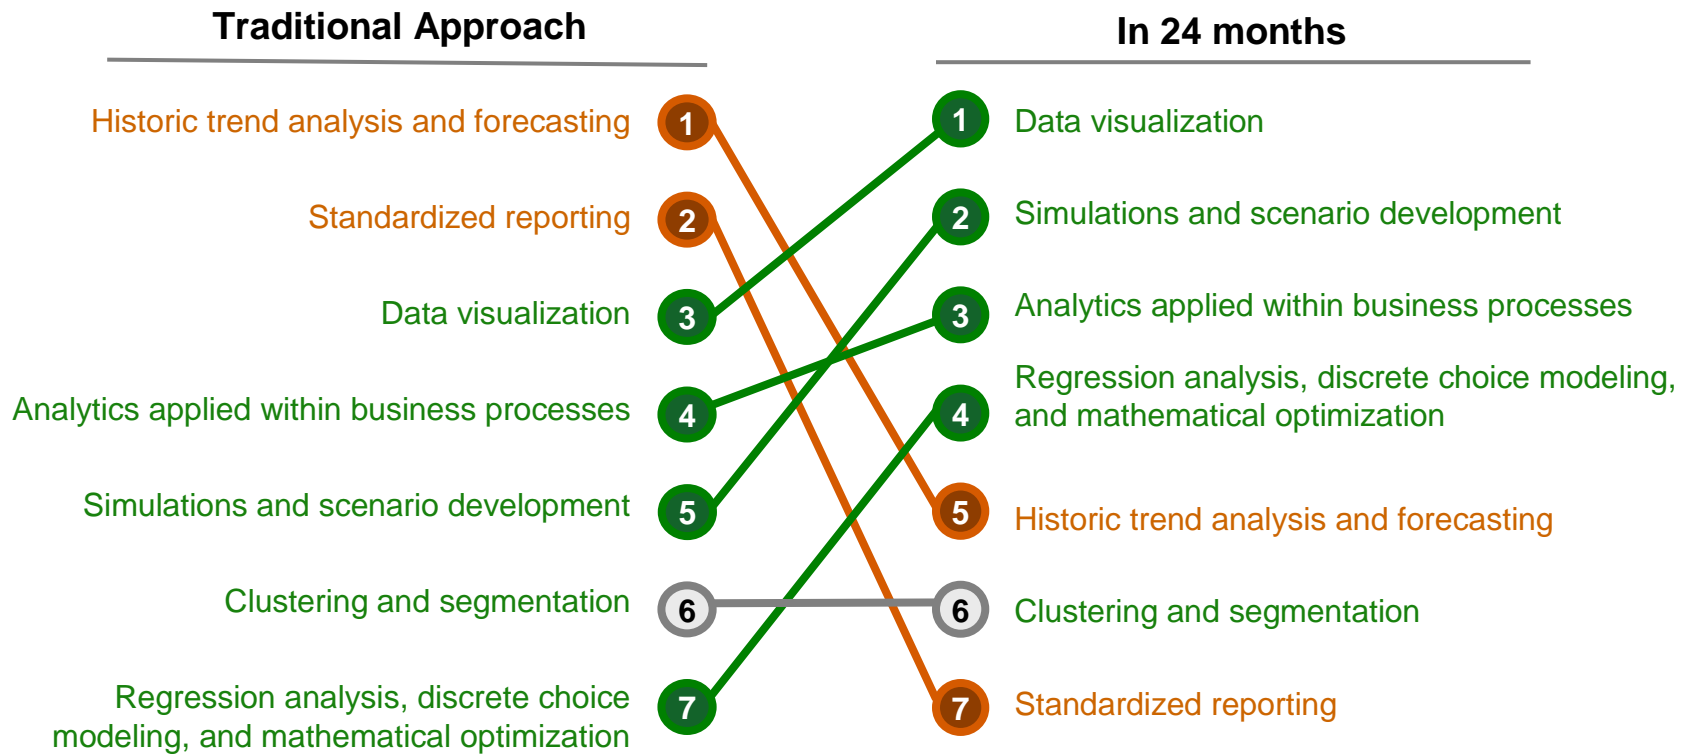 Traditional Approach
Historic trend analysis and forecasting 1
Standardized reporting 2
Data visualization 3
Analytics applied within business processes 4
Simulations and scenario development 5
Clustering and segmentation 6
Regression analysis, discrete choice
modeling, and mathematical optimization
7
In 24 months
1 Data visualization
2 Simulations and scenario development
3 Analytics applied within business processes
4
Regression analysis, discrete choice modeling,
and mathematical optimization
5 Historic trend analysis and forecasting
6 Clustering and segmentation
7 Standardized reporting